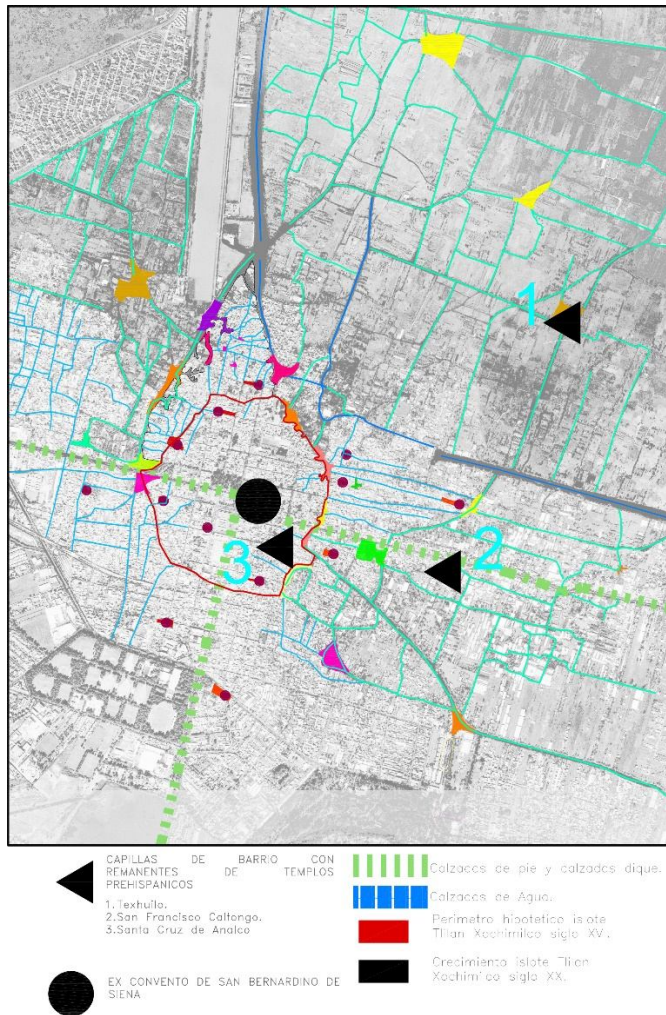 1
2
3
CAPILLAS DE BARRIO CON
REMANENTES DE TEMPLOS
PREHISPANICOS
1. Texhuilo.
2.San Francisco Caltongo.
3.Santa Cruz de Analco
EX CONVENTO DE SAN BERNARDINO DE
SIENA
Calzadas de pie y calzadas dique.
Calzadas de Agua.
Perimetro hipotetico islote
Tlilan Xochimilco siglo XVI.
Crecimiento islote Tlilan
Xochimilco siglo XX.